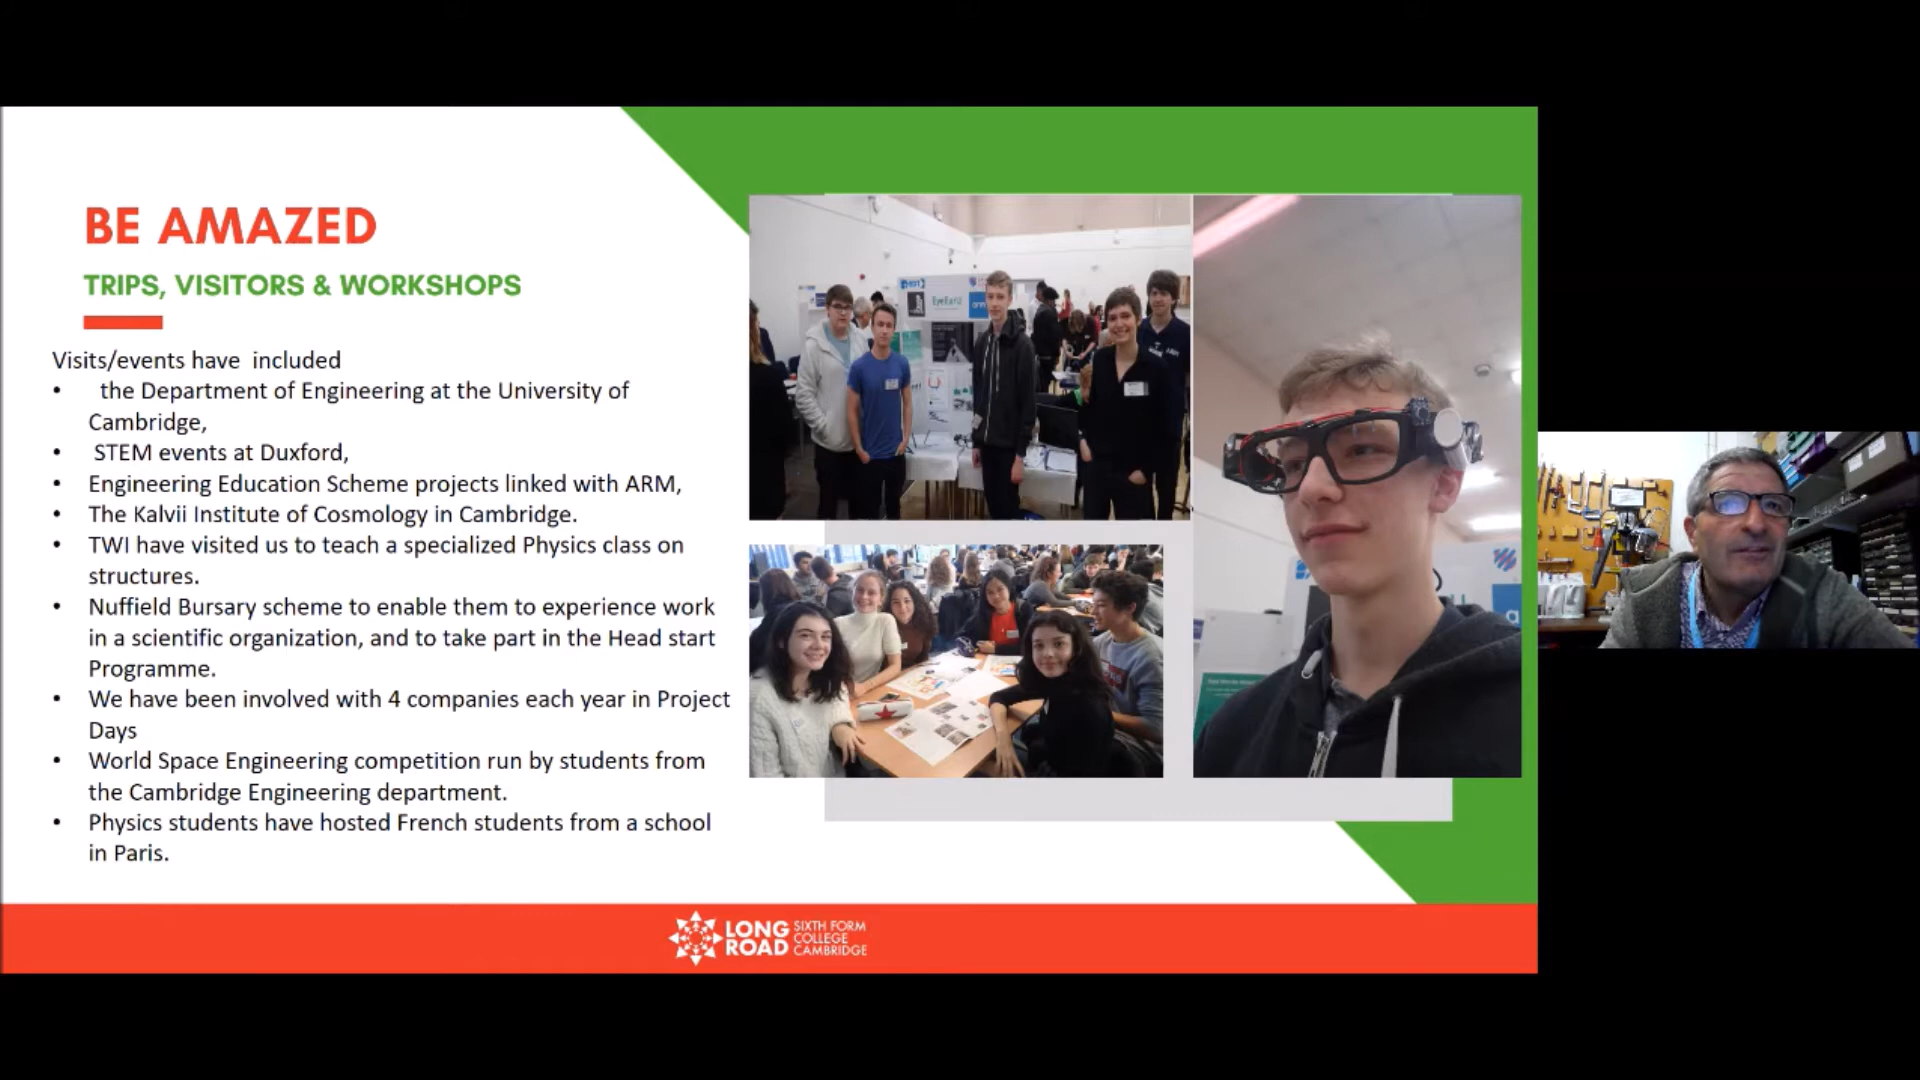 BE AMAZED
TRIPS, VISITORS & WORKSHOPS
Visits/events have included
• the Department of Engineering at the University of
Cambridge,
• STEM events at Duxford,
• Engineering Education Scheme projects linked with ARM,
• The Kalvii Institute of Cosmology in Cambridge.
• TWI have visited us to teach a specialized Physics class on
structures.
• Nuffield Bursary scheme to enable them to experience work
in a scientific organization, and to take part in the Head start
Programme.
• We have been involved with 4 companies each year in Project
Days
• World Space Engineering competition run by students from
the Cambridge Engineering department.
• Physics students have hosted French students from a school
in Paris.
LONG ROAD
SIXTH FORM
COLLEGE
CAMBRIDGE